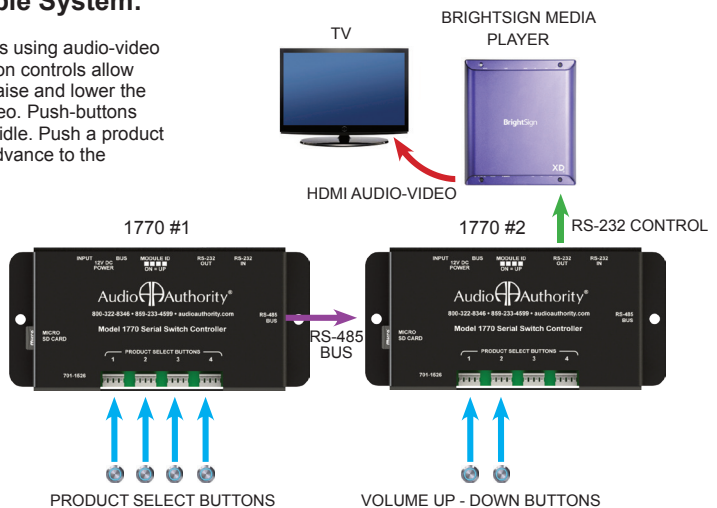 ple System:
s using audio-video
on controls allow
aise and lower the
eo. Push-buttons
idle. Push a product
dvance to the
TV
BRIGHTSIGN MEDIA
PLAYER
BrightSign
XD
HDMI AUDIO-VIDEO
RS-232 CONTROL
1770 #1
INPUT
12V DC
POWER
BUS
MODULE ID
ON = UP
RS-232
OUT
RS-232
IN
Audio Authority®
800-322-8346 • 859-233-4599 • audioauthority.com
Model 1770 Serial Switch Controller
RS-485
BUS
MICRO
SD CARD
PRODUCT SELECT BUTTONS
1 2 3 4
701-1626
PRODUCT SELECT BUTTONS
RS-485
BUS
1770 #2
INPUT
12V DC
POWER
BUS
MODULE ID
ON = UP
RS-232
OUT
RS-232
IN
Audio Authority®
800-322-8346 • 859-233-4599 • audioauthority.com
Model 1770 Serial Switch Controller
RS-485
BUS
MICRO
SD CARD
PRODUCT SELECT BUTTONS
1 2 3 4
701-1626
VOLUME UP - DOWN BUTTONS